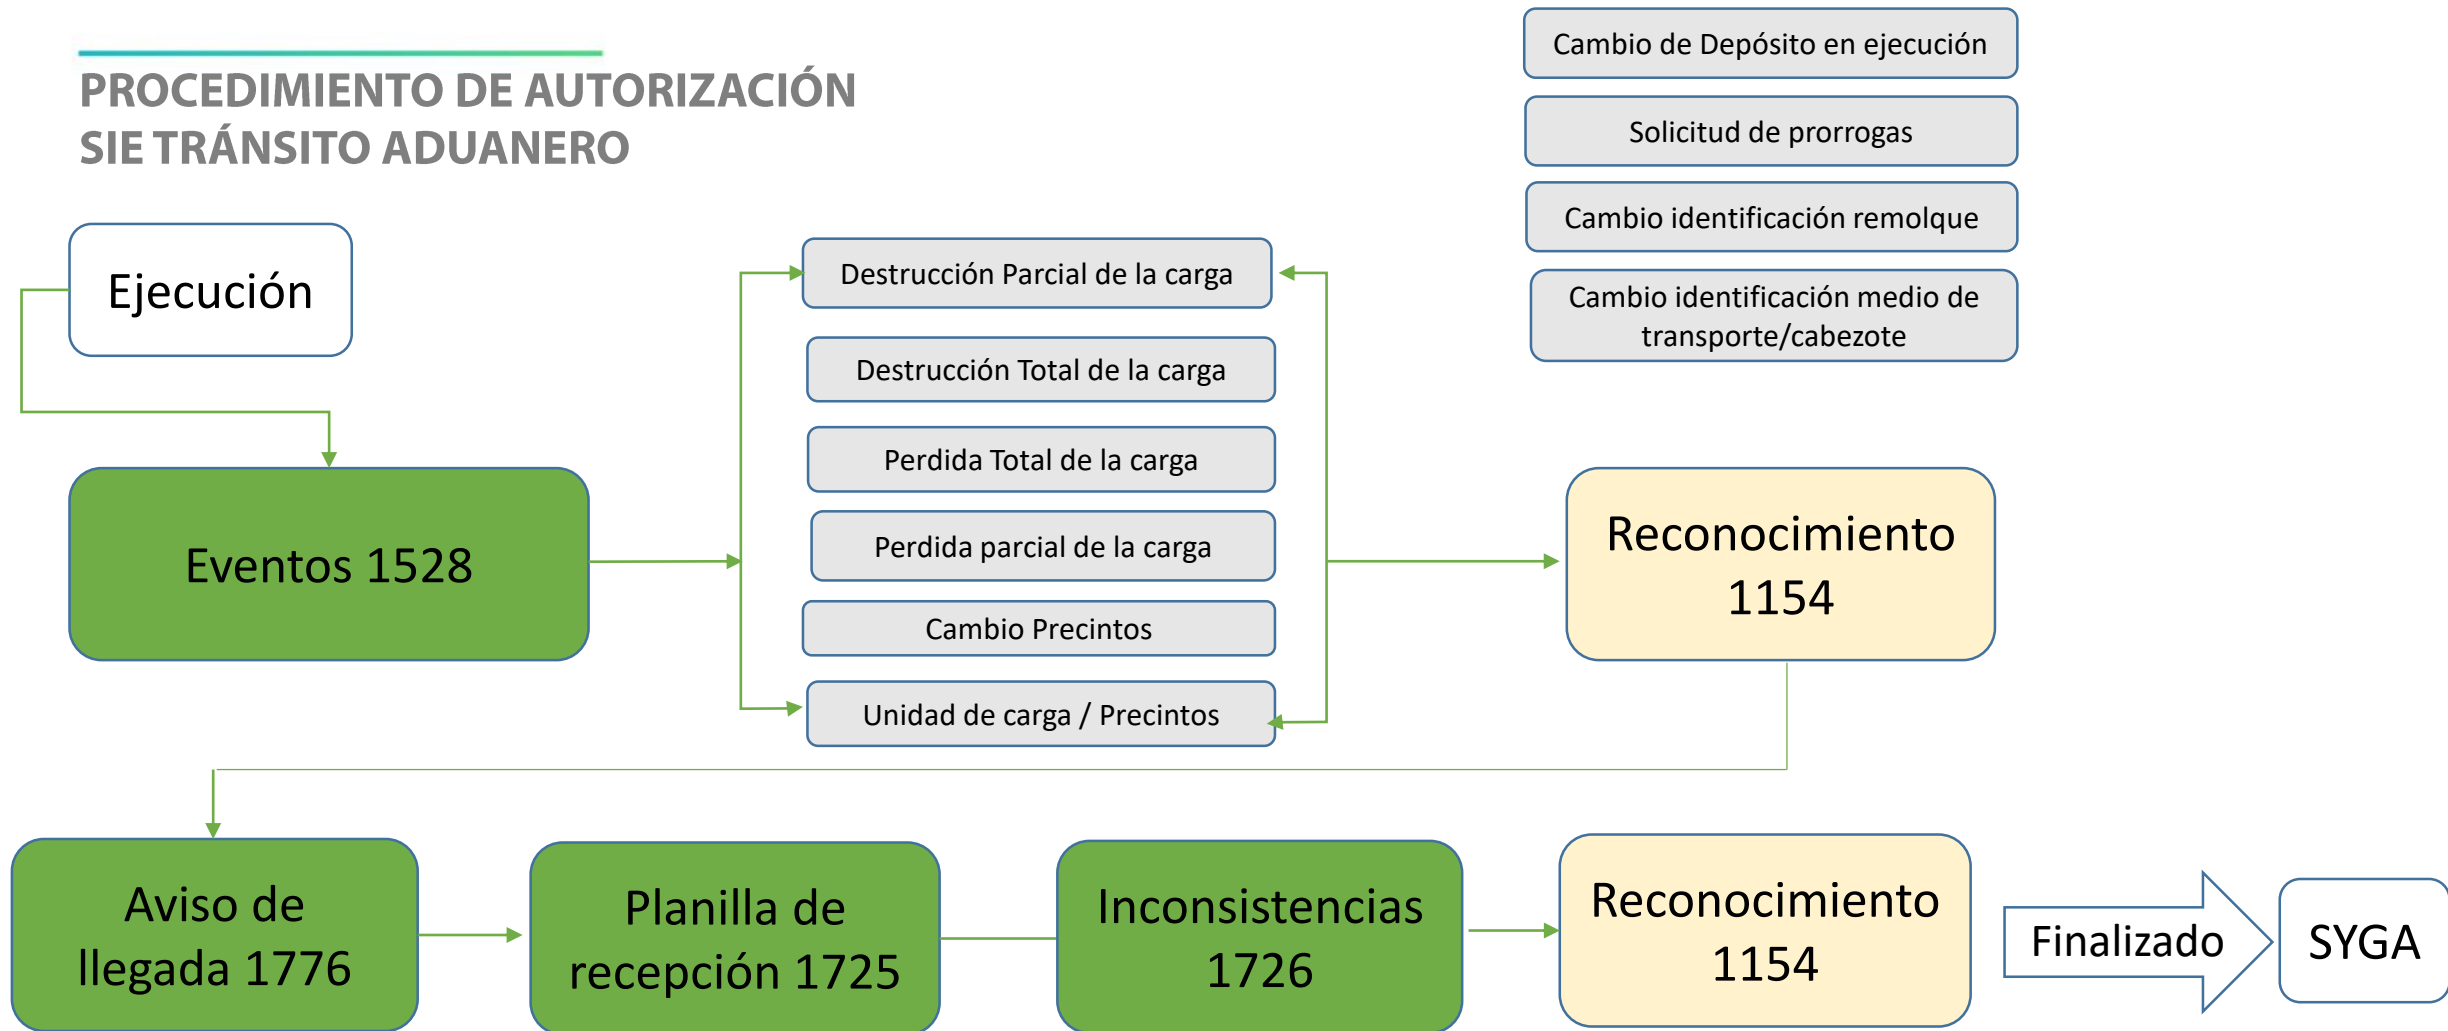 PROCEDIMIENTO DE AUTORIZACIÓN
SIE TRÁNSITO ADUANERO
Cambio de Depósito en ejecución
Solicitud de prorrogas
Cambio identificación remolque
Cambio identificación medio de
transporte/cabezote
Ejecución
Eventos 1528
Destrucción Parcial de la carga
Destrucción Total de la carga
Perdida Total de la carga
Perdida parcial de la carga
Cambio Precintos
Unidad de carga / Precintos
Reconocimiento
1154
Aviso de
llegada 1776
Planilla de
recepción 1725
Inconsistencias
1726
Reconocimiento
1154
Finalizado
SYGA